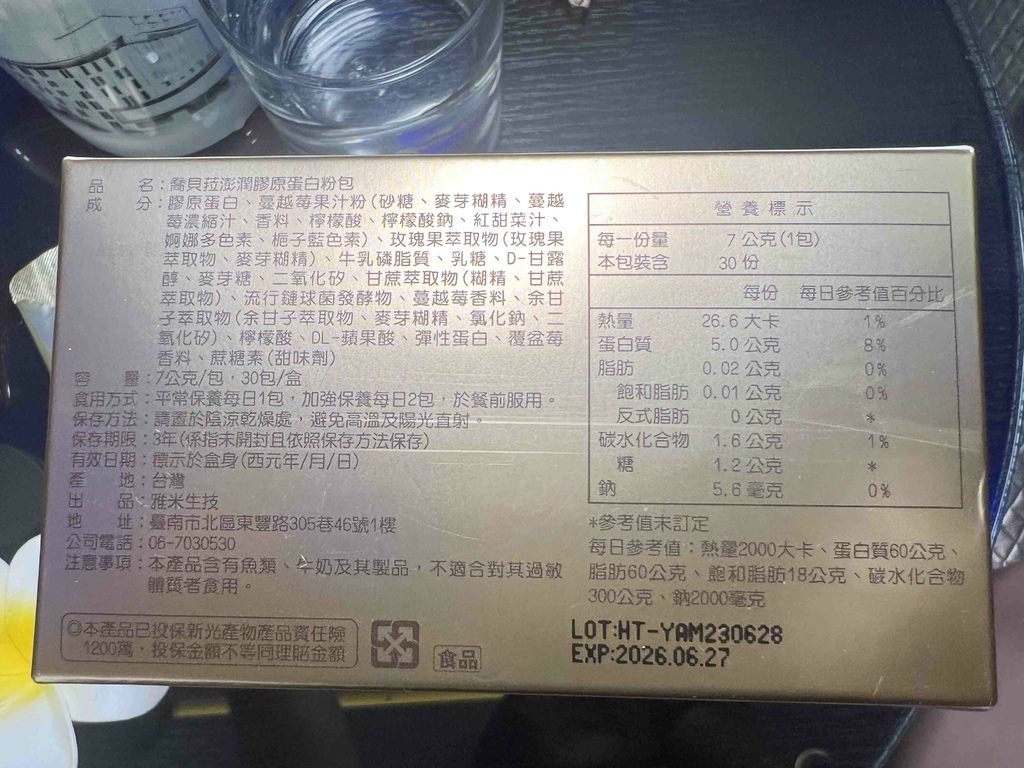 品　　名：喬貝菈澎潤膠原蛋白粉包
成　　分：膠原蛋白、蔓越莓果汁粉(砂糖、麥芽糊精、蔓越
莓濃縮汁、香料、檸檬酸、檸檬酸鈉、紅甜菜汁、
婀娜多色素、梔子藍色素)、玫瑰果萃取物(玫瑰果
萃取物、麥芽糊精)、牛乳磷脂質、乳糖、D-甘露
醇、麥芽糖、二氧化矽、甘蔗萃取物(糊精、甘蔗
萃取物)、流行鏈球菌發酵物、蔓越莓香料、余甘
子萃取物(余甘子萃取物、麥芽糊精、氯化鈉、二
氧化矽)、檸檬酸、DL-蘋果酸、彈性蛋白、覆盆莓
香料、蔗糖素(甜味劑)
容　　量：7公克/包，30包/盒
食用方式：平常保養每日1包，加強保養每日2包，於餐前服用。
保存方法：請置於陰涼乾燥處，避免高溫及陽光直射。
保存期限：3年(係指未開封且依照保存方法保存)
有效日期：標示於盒身(西元年/月/日)
產　　地：台灣
出　　品：雅米生技
地　　址：臺南市北區東豐路305巷46號1樓
公司電話：06-7030530
注意事項：本產品含有魚類、牛奶及其製品，不適合對其過敏
體質者食用。
◎本產品已投保新光產物產品責任險
1200萬，投保金額不等同理賠金額
食品
營養標示
每一份量　7 公克(1包)
本包裝含　30 份
每份　每日參考值百分比
熱量　26.6 大卡　1%
蛋白質　5.0 公克　8%
脂肪　0.02 公克　0%
飽和脂肪　0.01 公克　0%
反式脂肪　0 公克　*
碳水化合物　1.6 公克　1%
糖　1.2 公克　*
鈉　5.6 毫克　0%
*參考值未訂定
每日參考值：熱量2000大卡、蛋白質60公克、
脂肪60公克、飽和脂肪18公克、碳水化合物
300公克、鈉2000毫克
LOT:HT-YAM230628
EXP:2026.06.27